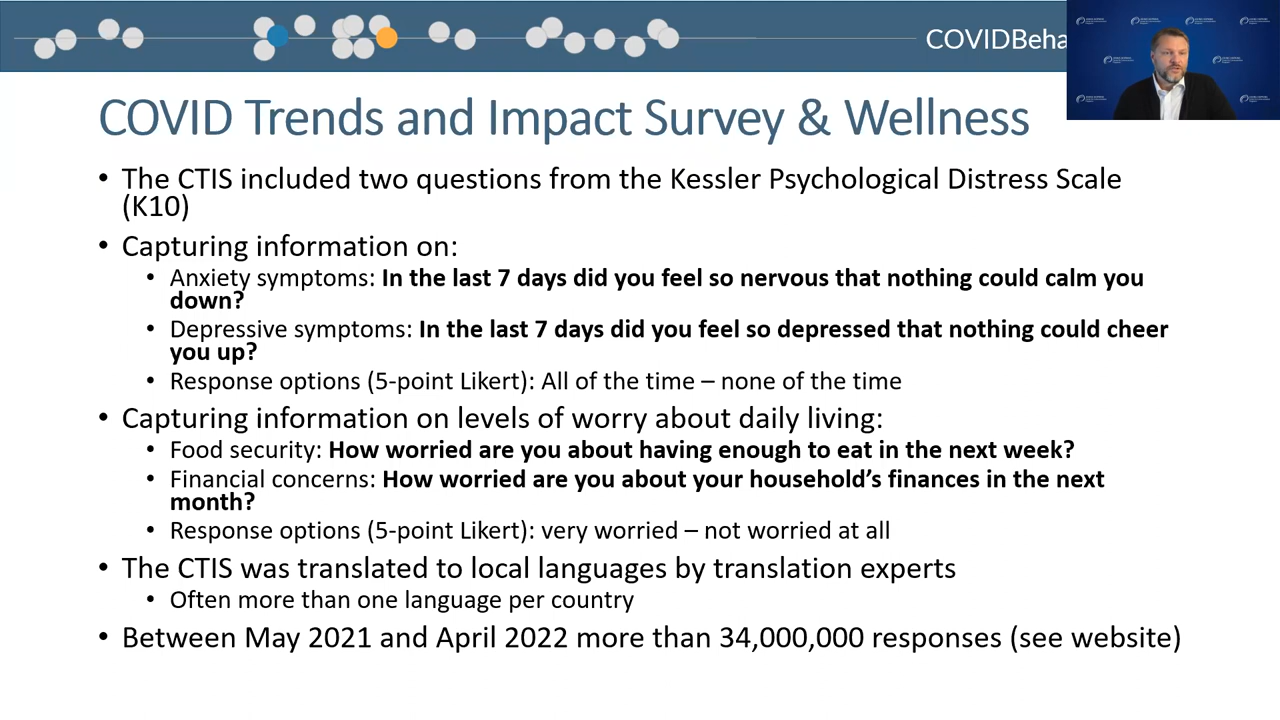 COVIDBeha
COVID Trends and Impact Survey & Wellness
• The CTIS included two questions from the Kessler Psychological Distress Scale
(K10)
• Capturing information on:
• Anxiety symptoms: In the last 7 days did you feel so nervous that nothing could calm you
down?
• Depressive symptoms: In the last 7 days did you feel so depressed that nothing could cheer
you up?
• Response options (5-point Likert): All of the time – none of the time
• Capturing information on levels of worry about daily living:
• Food security: How worried are you about having enough to eat in the next week?
• Financial concerns: How worried are you about your household’s finances in the next
month?
• Response options (5-point Likert): very worried – not worried at all
• The CTIS was translated to local languages by translation experts
• Often more than one language per country
• Between May 2021 and April 2022 more than 34,000,000 responses (see website)